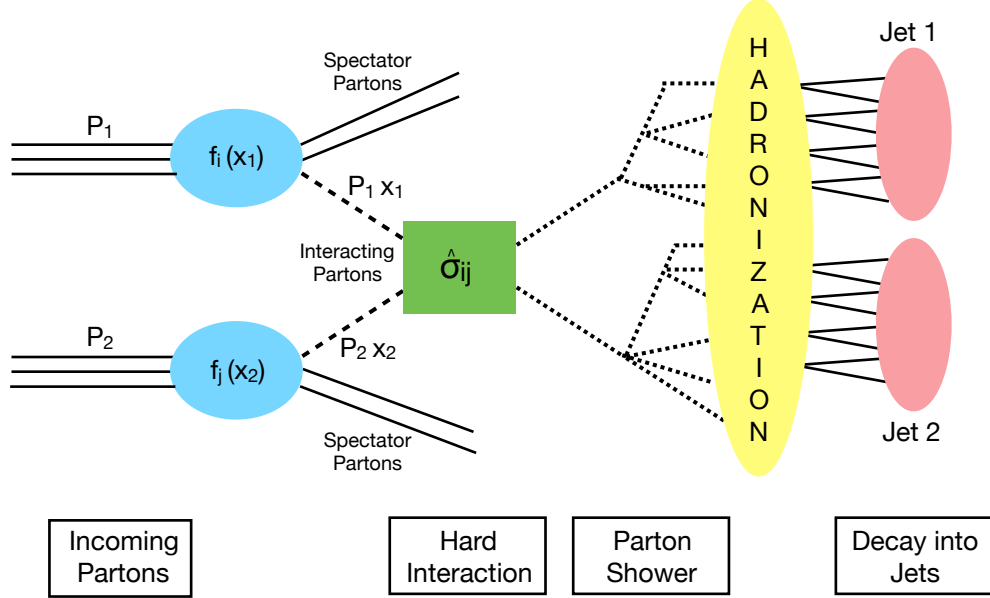 Spectator
Partons
P₁
fᵢ (x₁)
P₁ x₁
Interacting
Partons
σ̂ᵢⱼ
P₂
fⱼ (x₂)
P₂ x₂
Spectator
Partons
H
A
D
R
O
N
I
Z
A
T
I
O
N
Jet 1
Jet 2
Incoming
Partons
Hard
Interaction
Parton
Shower
Decay into
Jets